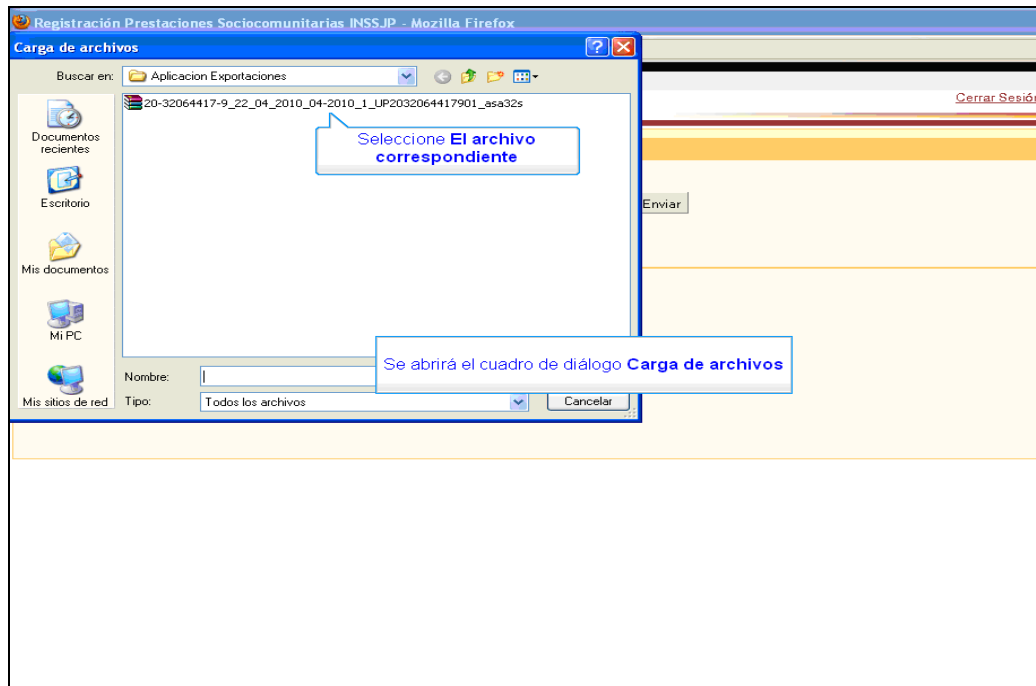 Registración Prestaciones Sociocomunitarias INSSJP - Mozilla Firefox
Carga de archivos
Buscar en: Aplicacion Exportaciones
Cerrar Sesión
20-32064417-9_22_04_2010_04-2010_1_UP2032064417901_asa32s
Seleccione El archivo
correspondiente
Documentos
recientes
Escritorio
Enviar
Mis documentos
Mi PC
Se abrirá el cuadro de diálogo Carga de archivos
Nombre:
Mis sitios de red
Tipo: Todos los archivos
Cancelar